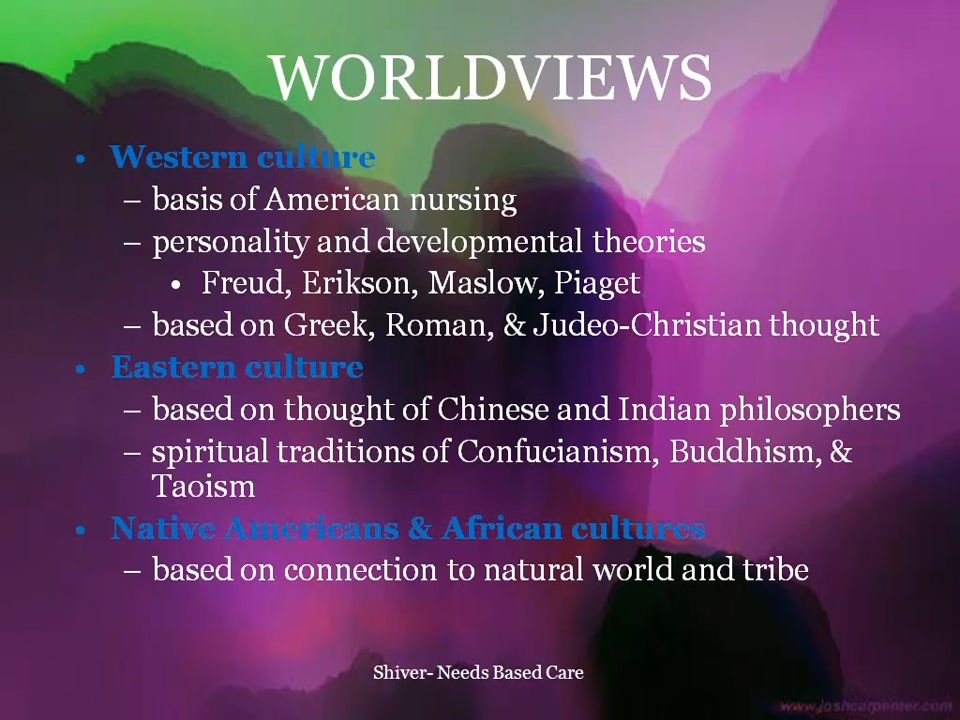 WORLDVIEWS
• Western culture
– basis of American nursing
– personality and developmental theories
• Freud, Erikson, Maslow, Piaget
– based on Greek, Roman, & Judeo-Christian thought
• Eastern culture
– based on thought of Chinese and Indian philosophers
– spiritual traditions of Confucianism, Buddhism, &
Taoism
• Native Americans & African cultures
– based on connection to natural world and tribe
Shiver- Needs Based Care
www.joshcarpenter.com